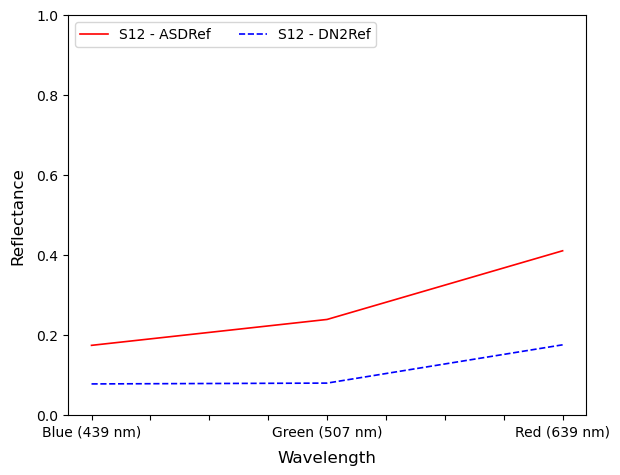 S12 - ASDRef
S12 - DN2Ref
1.0
0.8
0.6
0.4
0.2
0.0
Reflectance
Blue (439 nm)
Green (507 nm)
Red (639 nm)
Wavelength